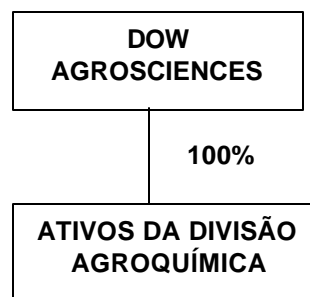 DOW
AGROSCIENCES
100%
ATIVOS DA DIVISÃO
AGROQUÍMICA